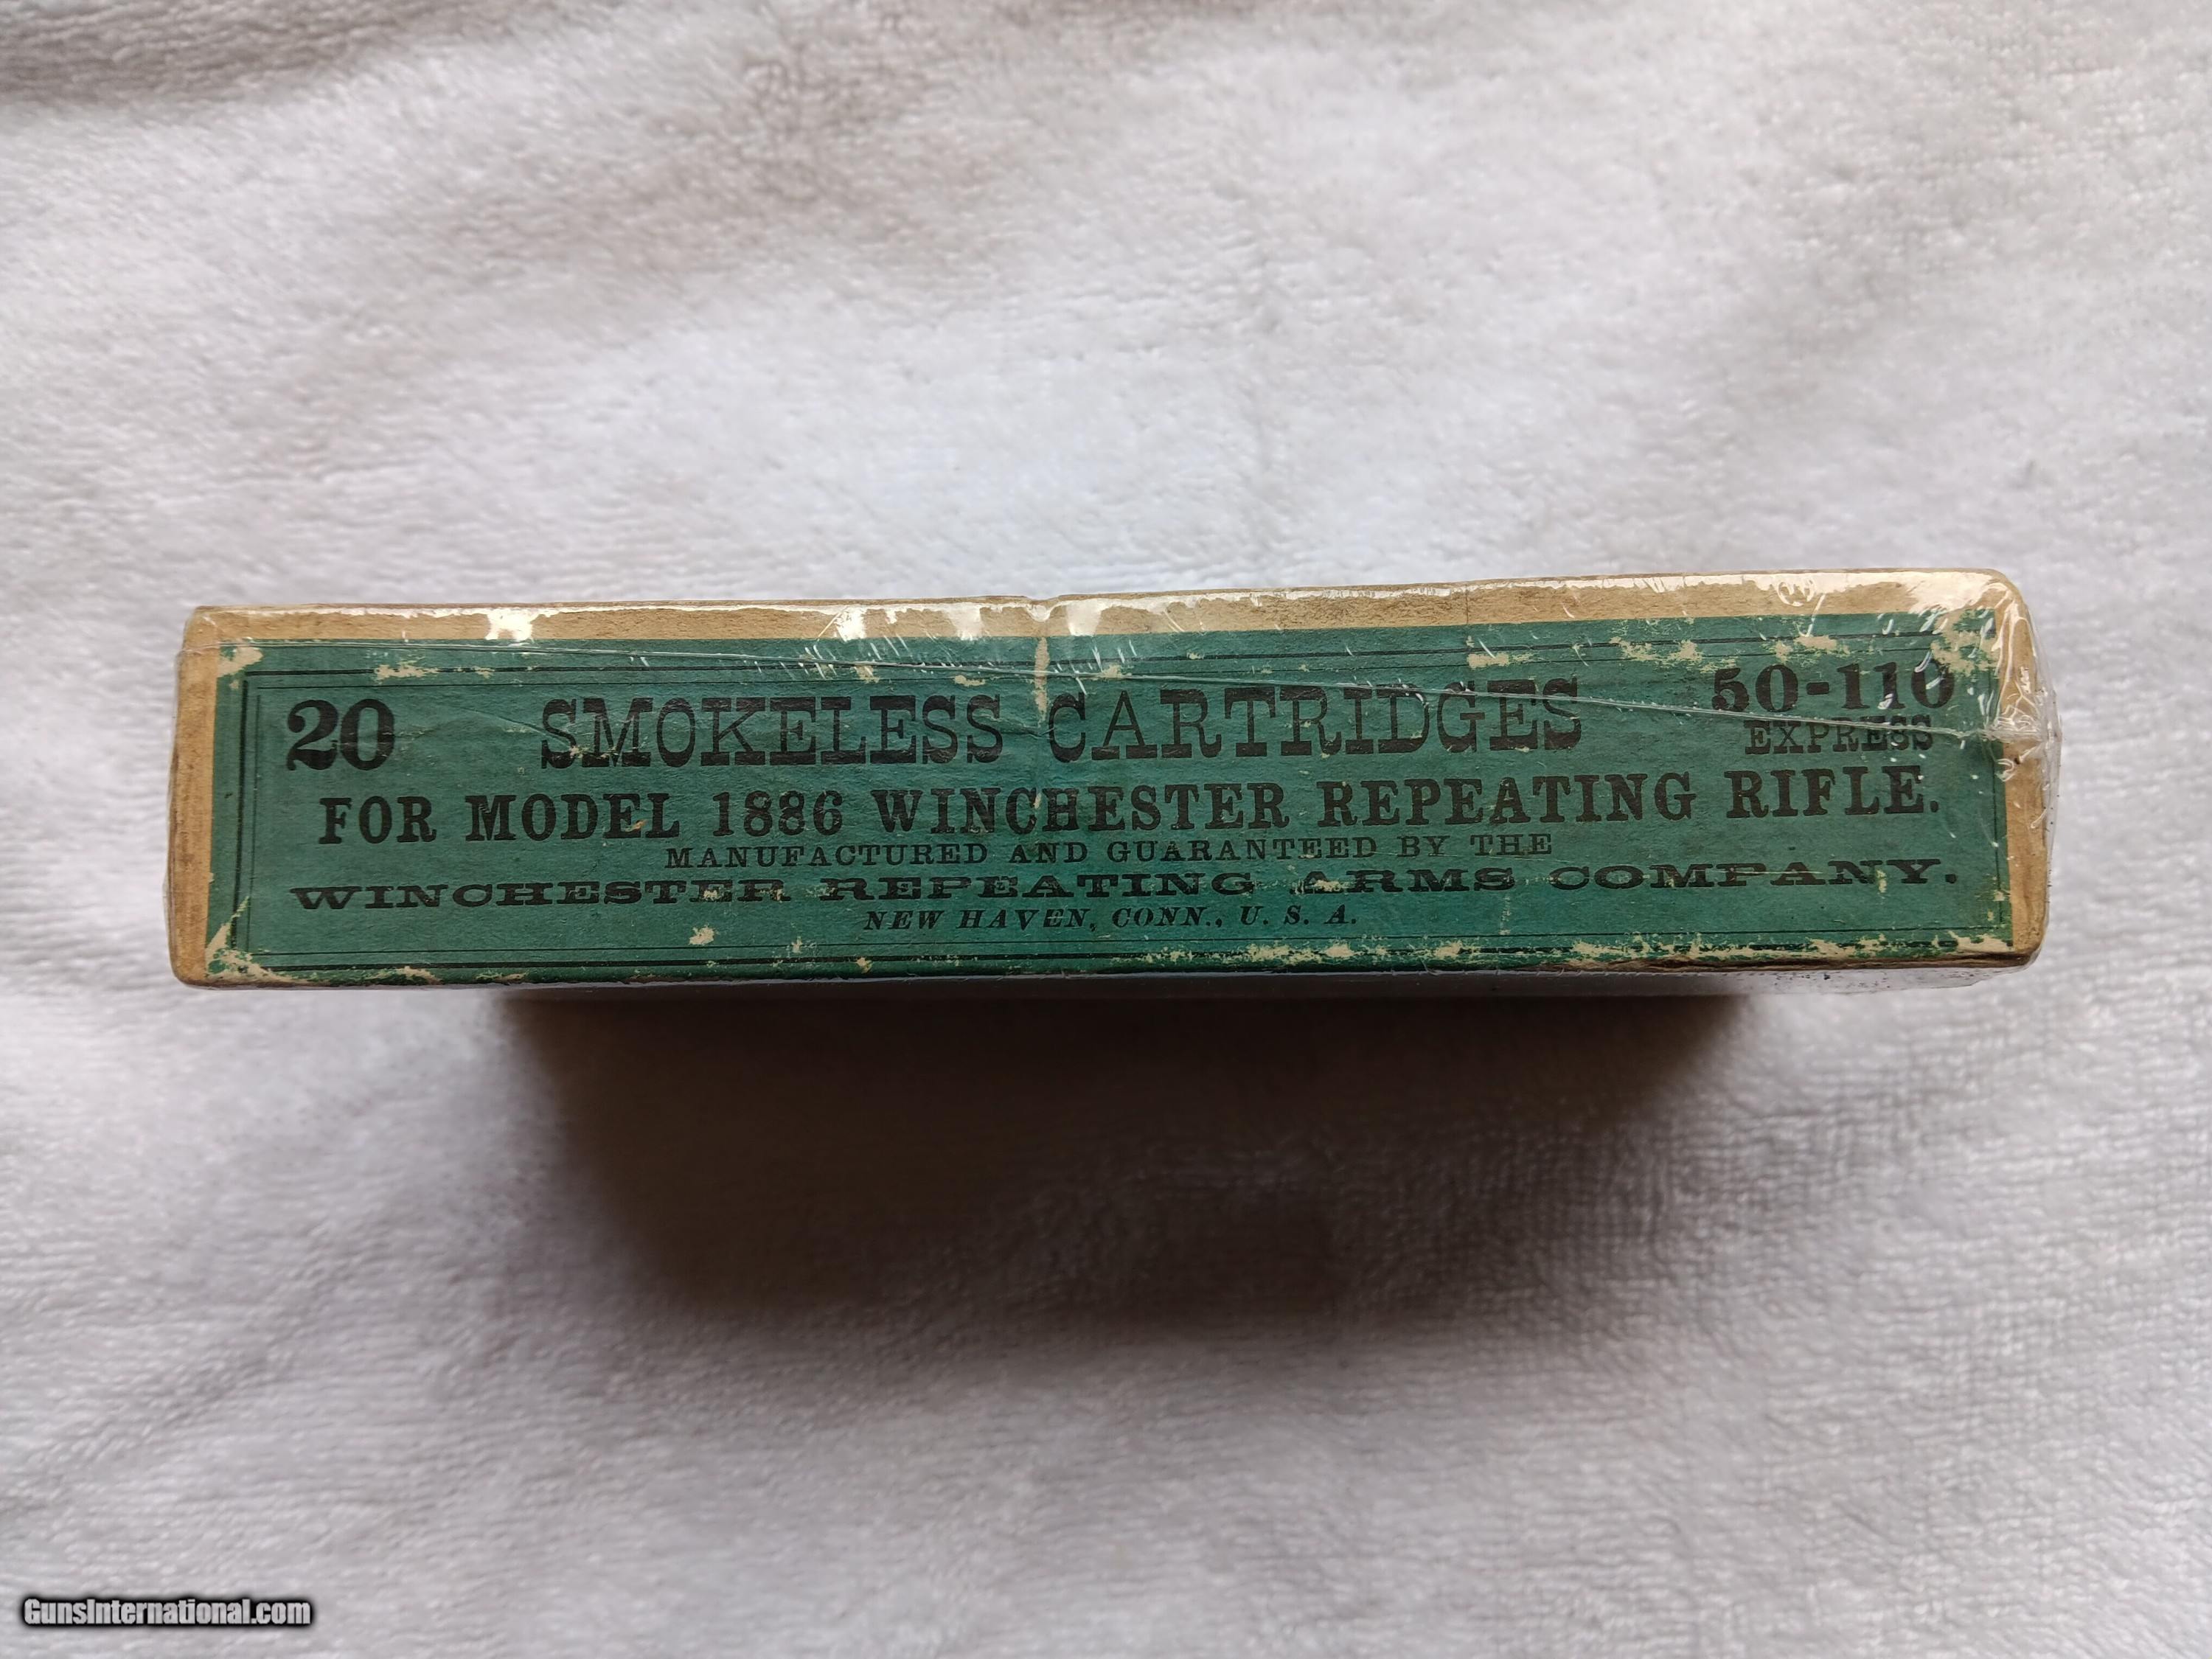 20 SMOKELESS CARTRIDGES 50-110
EXPRESS
FOR MODEL 1886 WINCHESTER REPEATING RIFLE.
MANUFACTURED AND GUARANTEED BY THE
WINCHESTER REPEATING ARMS COMPANY.
NEW HAVEN, CONN., U. S. A.
GunsInternational.com